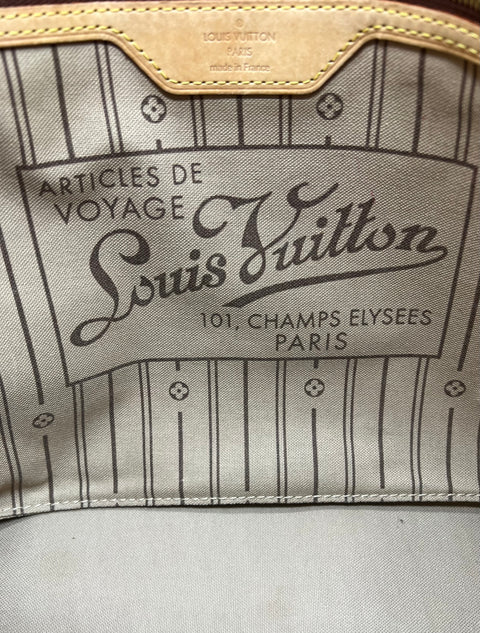 LOUIS VUITTON
PARIS
made in France
ARTICLES DE
VOYAGE
Louis Vuitton
101, CHAMPS ELYSEES
PARIS